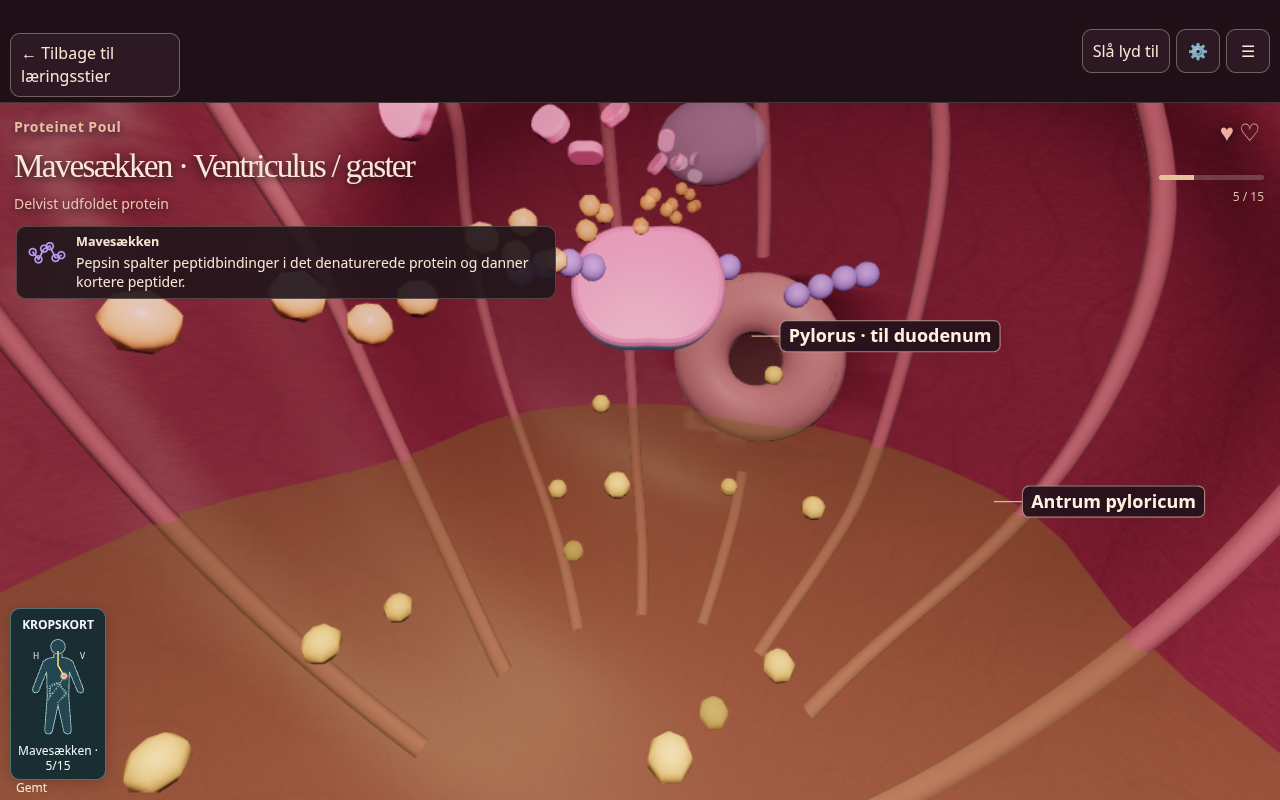 ← Tilbage til
læringsstier
Slå lyd til
Proteinet Poul
Mavesækken · Ventriculus / gaster
Delvist udfoldet protein
5 / 15
Mavesækken
Pepsin spalter peptidbindinger i det denaturerede protein og danner
kortere peptider.
Pylorus · til duodenum
Antrum pyloricum
KROPSKORT
H V
Mavesækken ·
5/15
Gemt